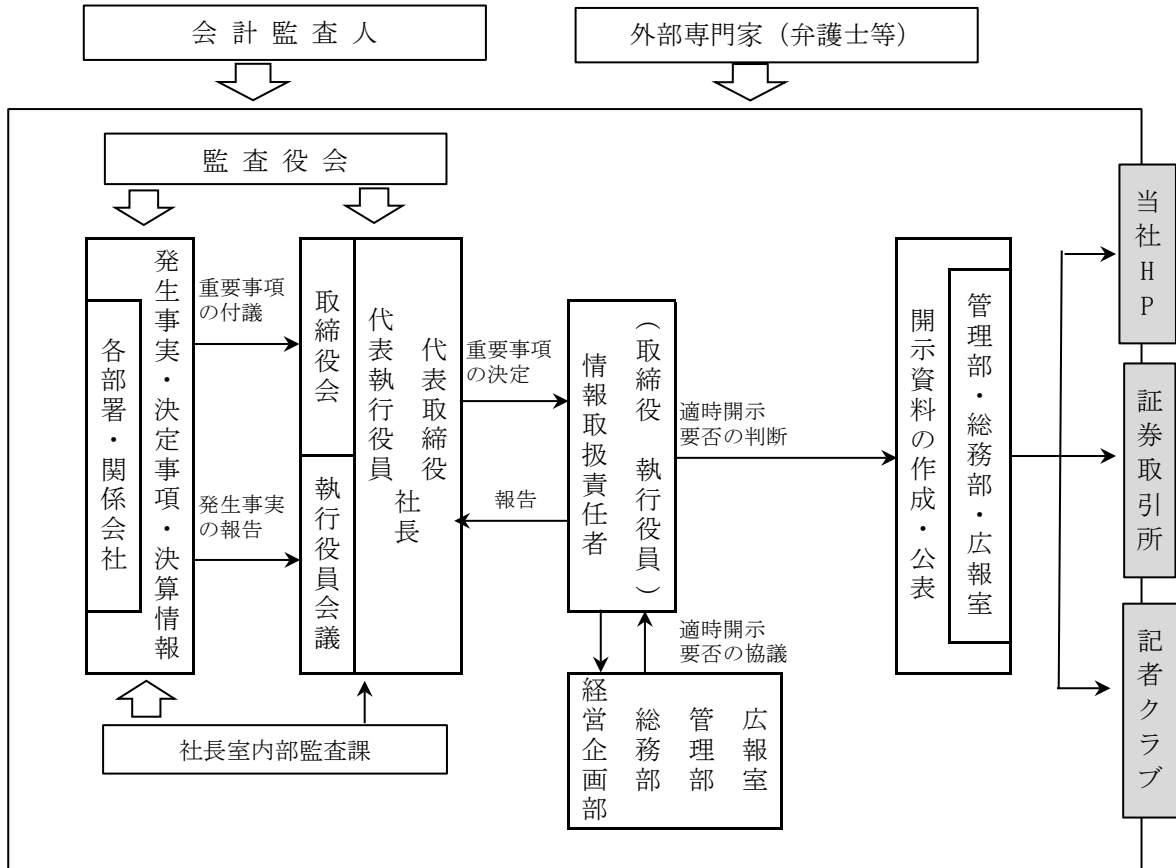 会計監査人
外部専門家（弁護士等）
監査役会
発生事実・決定事項・決算情報
各部署・関係会社
重要事項
の付議
発生事実
の報告
取締役会
執行役員会議
代表取締役
代表執行役員
社長
重要事項
の決定
報告
（取締役　執行役員）
情報取扱責任者
適時開示
要否の判断
適時開示
要否の協議
経営企画部
総務部
管理部
広報室
管理部・総務部・広報室
開示資料の作成・公表
当社HP
証券取引所
記者クラブ
社長室内部監査課